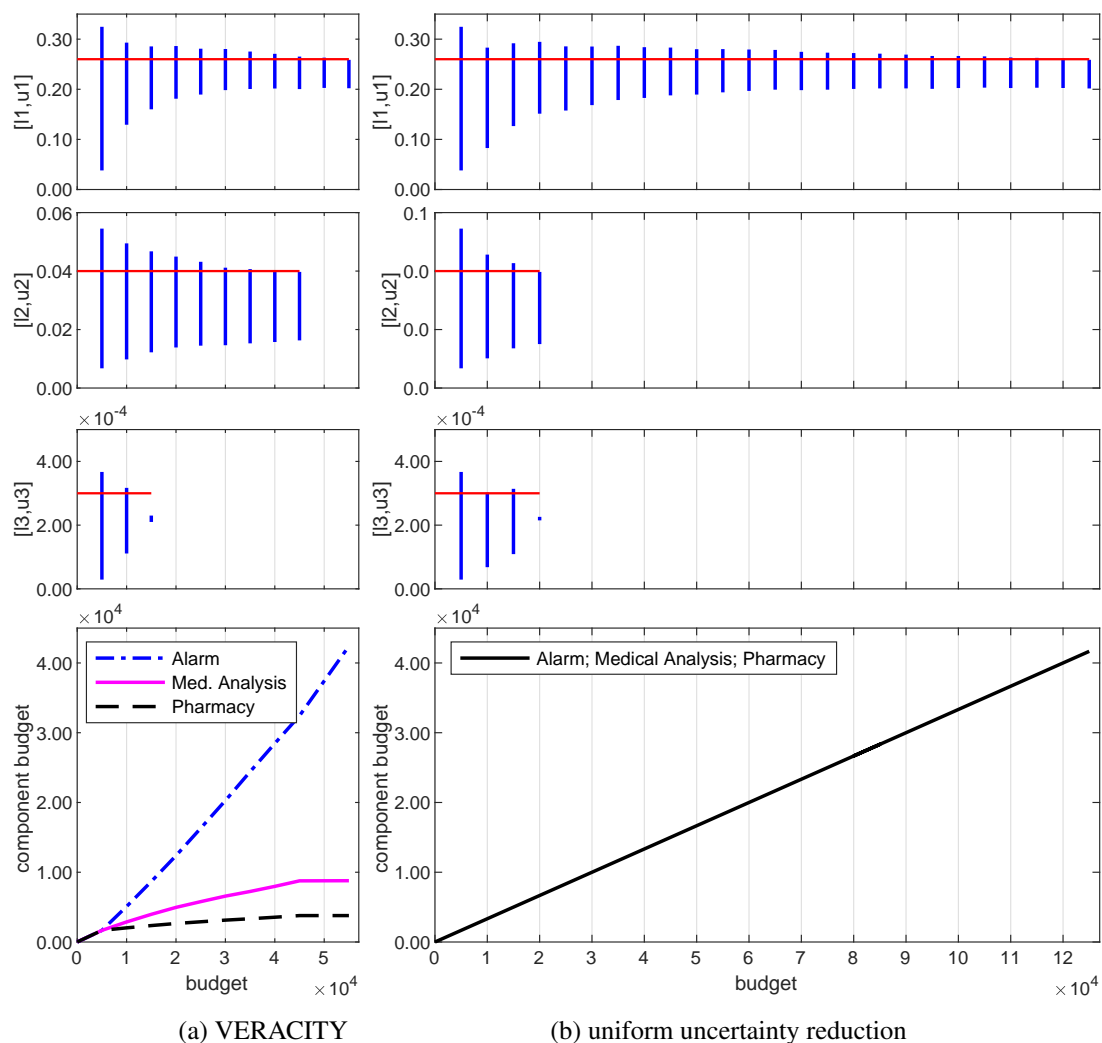 0.30
0.20
0.10
0.00
[l1,u1]
0.30
0.20
0.10
0.00
[l1,u1]
0.06
0.04
0.02
0.00
[l2,u2]
0.1
0.0
0.0
0.0
[l2,u2]
×10-4
4.00
2.00
0.00
[l3,u3]
×10-4
4.00
2.00
0.00
[l3,u3]
×104
4.00
3.00
2.00
1.00
0.00
component budget
Alarm
Med. Analysis
Pharmacy
0 1 2 3 4 5
budget
×104
×104
4.00
3.00
2.00
1.00
0.00
component budget
Alarm; Medical Analysis; Pharmacy
0 1 2 3 4 5 6 7 8 9 10 11 12
budget
×104
(a) VERACITY
(b) uniform uncertainty reduction